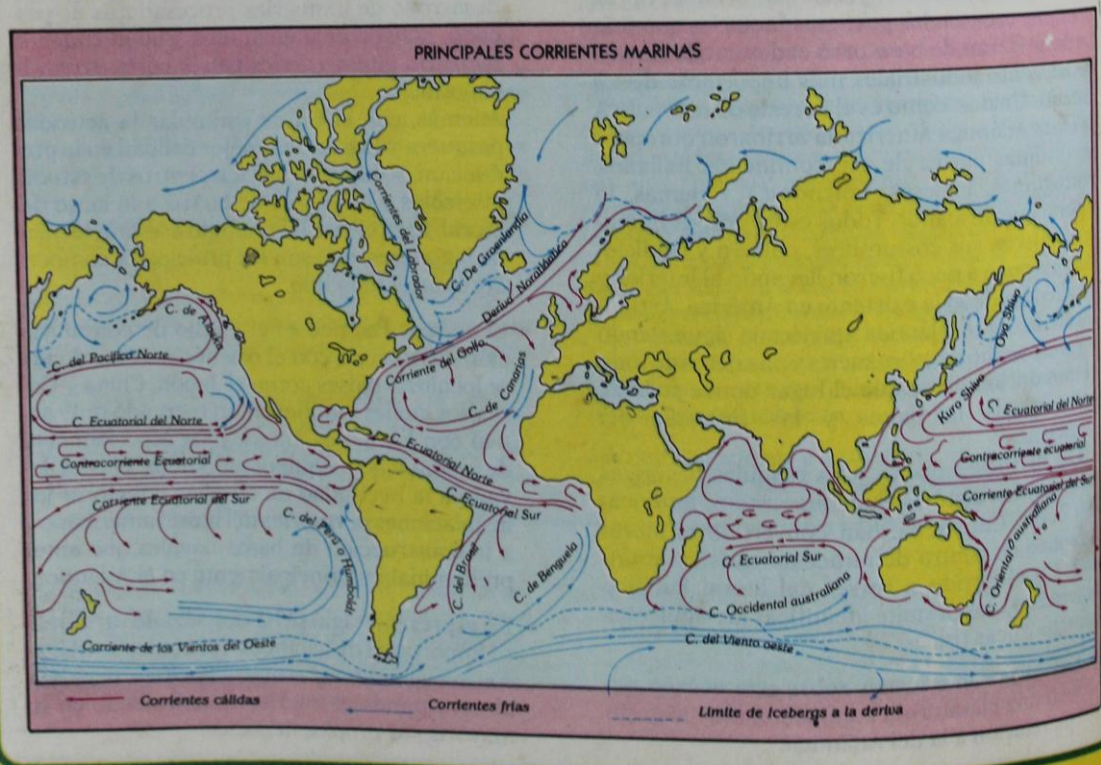 PRINCIPALES CORRIENTES MARINAS
Corrientes del Labrador
C. De Groenlandia
Deriva Noratlántica
C. de Alaska
C. del Pacífico Norte
Corriente del Golfo
C. de Canarias
Oya Shivo
Kuro Shivo
C. Ecuatorial del Norte
C. Ecuatorial del Norte
Contracorriente Ecuatorial
C. Ecuatorial Norte
Contracorriente ecuatorial
Corriente Ecuatorial del Sur
C. Ecuatorial Sur
Corriente Ecuatorial del Sur
C. del Perú o Humboldt
C. del Brasil
C. de Benguela
C. Ecuatorial Sur
C. Oriental australiana
C. Occidental australiana
Corriente de los Vientos del Oeste
C. del Viento oeste
Corrientes cálidas
Corrientes frias
Limite de Icebergs a la deriva